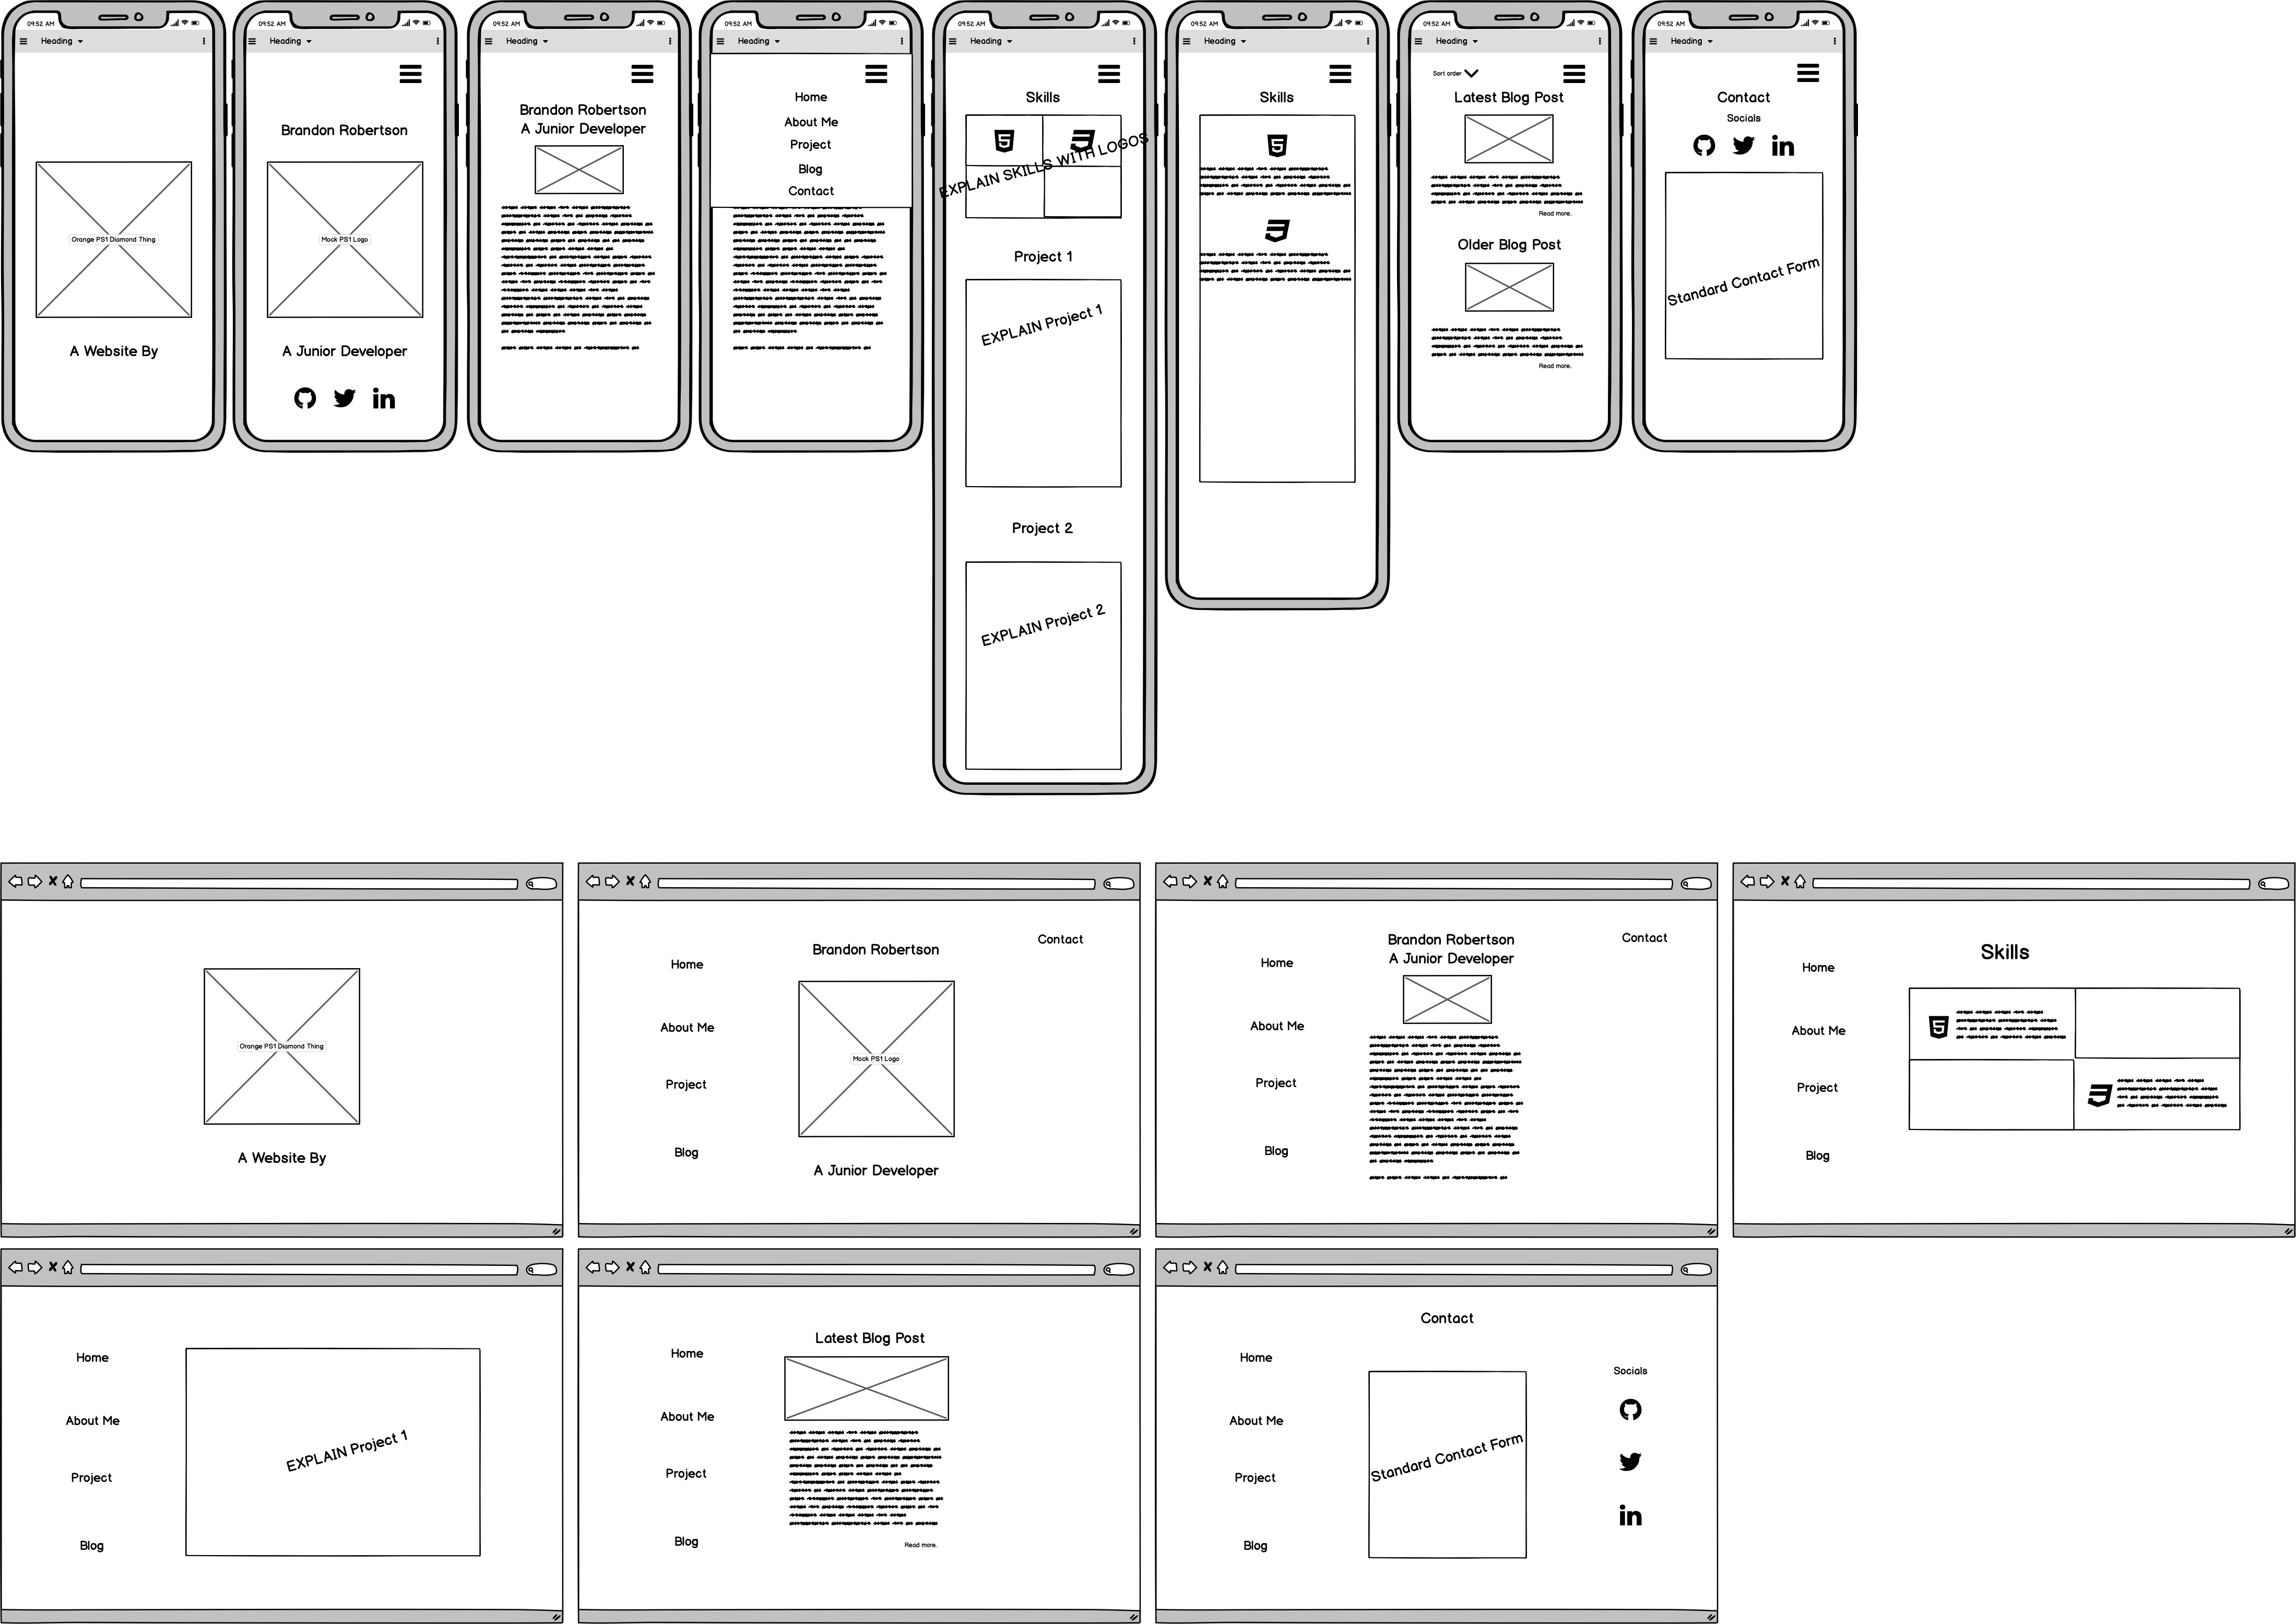 09:52 AM
Heading
Orange PS1 Diamond Thing
A Website By
09:52 AM
Heading
Brandon Robertson
Mock PS1 Logo
A Junior Developer
in
09:52 AM
Heading
Brandon Robertson
A Junior Developer
09:52 AM
Heading
Home
About Me
Project
Blog
Contact
09:52 AM
Heading
Skills
5
EXPLAIN SKILLS WITH LOGOS
Project 1
EXPLAIN Project 1
Project 2
EXPLAIN Project 2
09:52 AM
Heading
Skills
5
09:52 AM
Heading
Sort order
Latest Blog Post
Read more.
Older Blog Post
Read more.
09:52 AM
Heading
Contact
Socials
in
Standard Contact Form
Orange PS1 Diamond Thing
A Website By
Home
About Me
Project
Blog
Brandon Robertson
Mock PS1 Logo
A Junior Developer
Contact
Home
About Me
Project
Blog
Brandon Robertson
A Junior Developer
Contact
Home
About Me
Project
Blog
Skills
5
Home
About Me
Project
Blog
EXPLAIN Project 1
Home
About Me
Project
Blog
Latest Blog Post
Read more.
Contact
Home
About Me
Project
Blog
Standard Contact Form
Socials
in